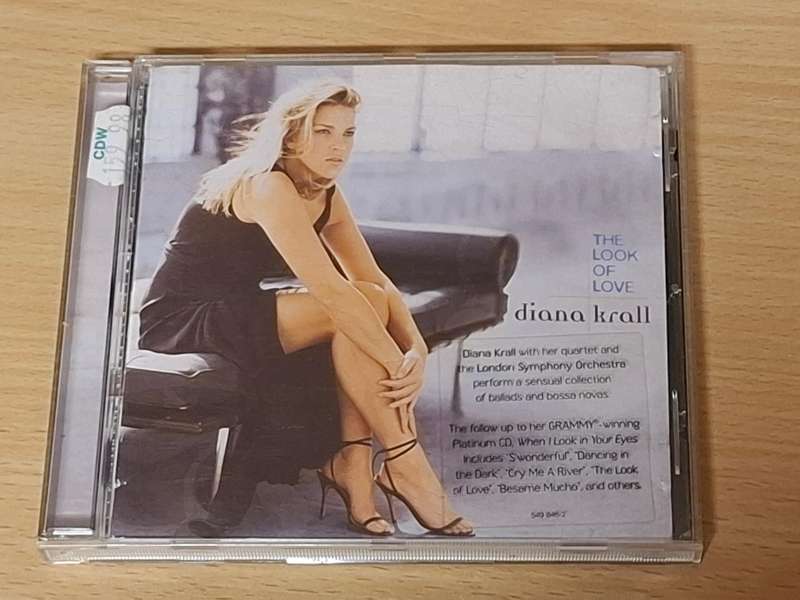 CDW
159 98
THE
LOOK
OF
LOVE
diana krall
Diana Krall with her quartet and
the London Symphony Orchestra
perform a sensual collection
of ballads and bossa novas.
The follow up to her GRAMMY®-winning
Platinum CD, When I Look in Your Eyes
Includes "S'wonderful", "Dancing in
the Dark", "Cry Me A River", "The Look
of Love", "Besame Mucho", and others.
549 846-2